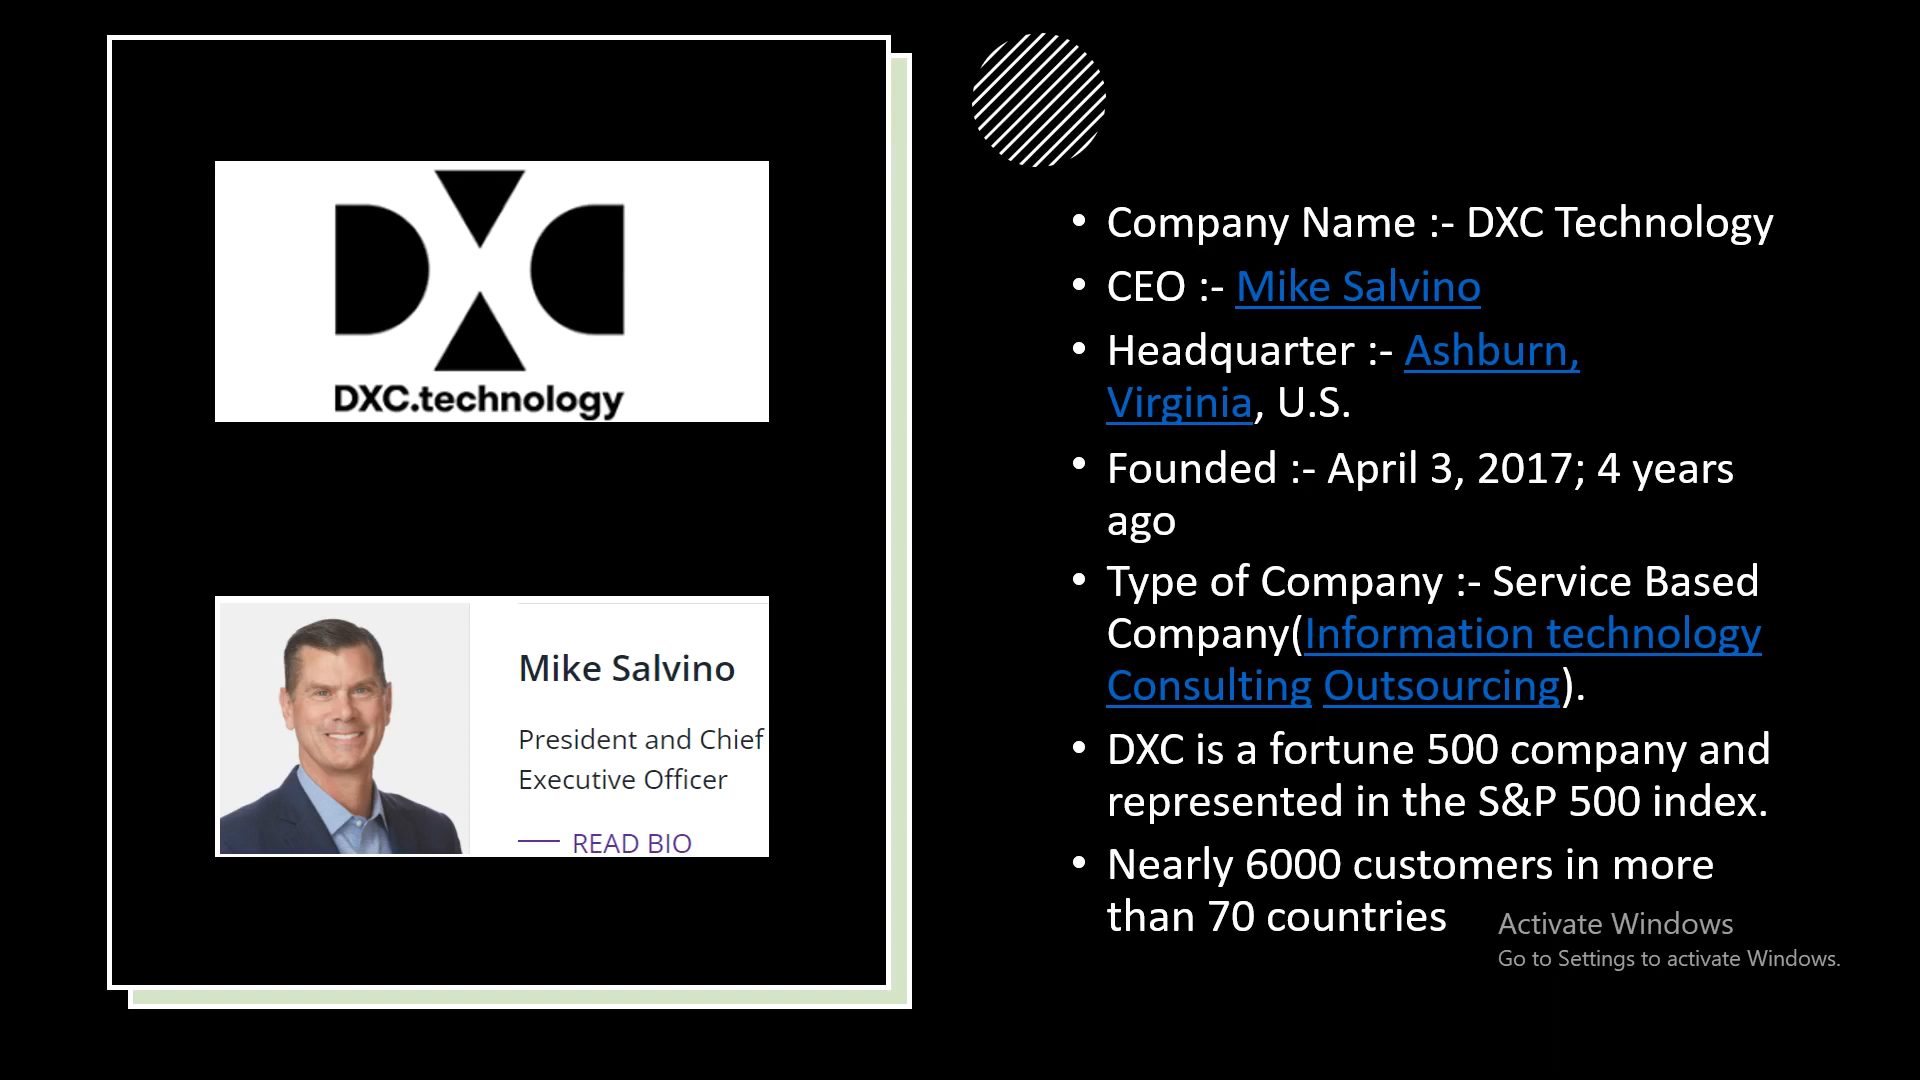 DXC.technology
Mike Salvino
President and Chief
Executive Officer
READ BIO
• Company Name :- DXC Technology
• CEO :- Mike Salvino
• Headquarter :- Ashburn,
Virginia, U.S.
• Founded :- April 3, 2017; 4 years
ago
• Type of Company :- Service Based
Company(Information technology
Consulting Outsourcing).
• DXC is a fortune 500 company and
represented in the S&P 500 index.
• Nearly 6000 customers in more
than 70 countries
Activate Windows
Go to Settings to activate Windows.